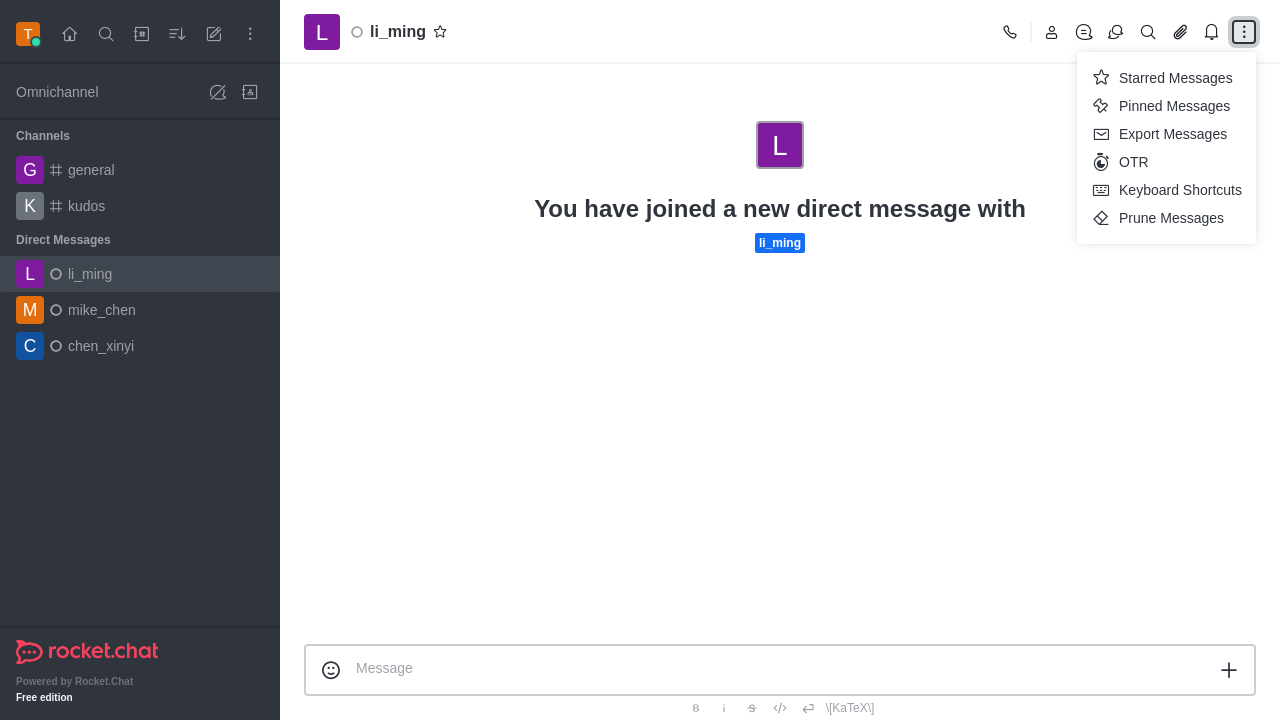 T
Omnichannel
Channels
G general
K kudos
Direct Messages
L li_ming
M mike_chen
C chen_xinyi
rocket.chat
Powered by Rocket.Chat
Free edition
L li_ming
L
You have joined a new direct message with
li_ming
Starred Messages
Pinned Messages
Export Messages
OTR
Keyboard Shortcuts
Prune Messages
Message
B i S \[KaTeX\]